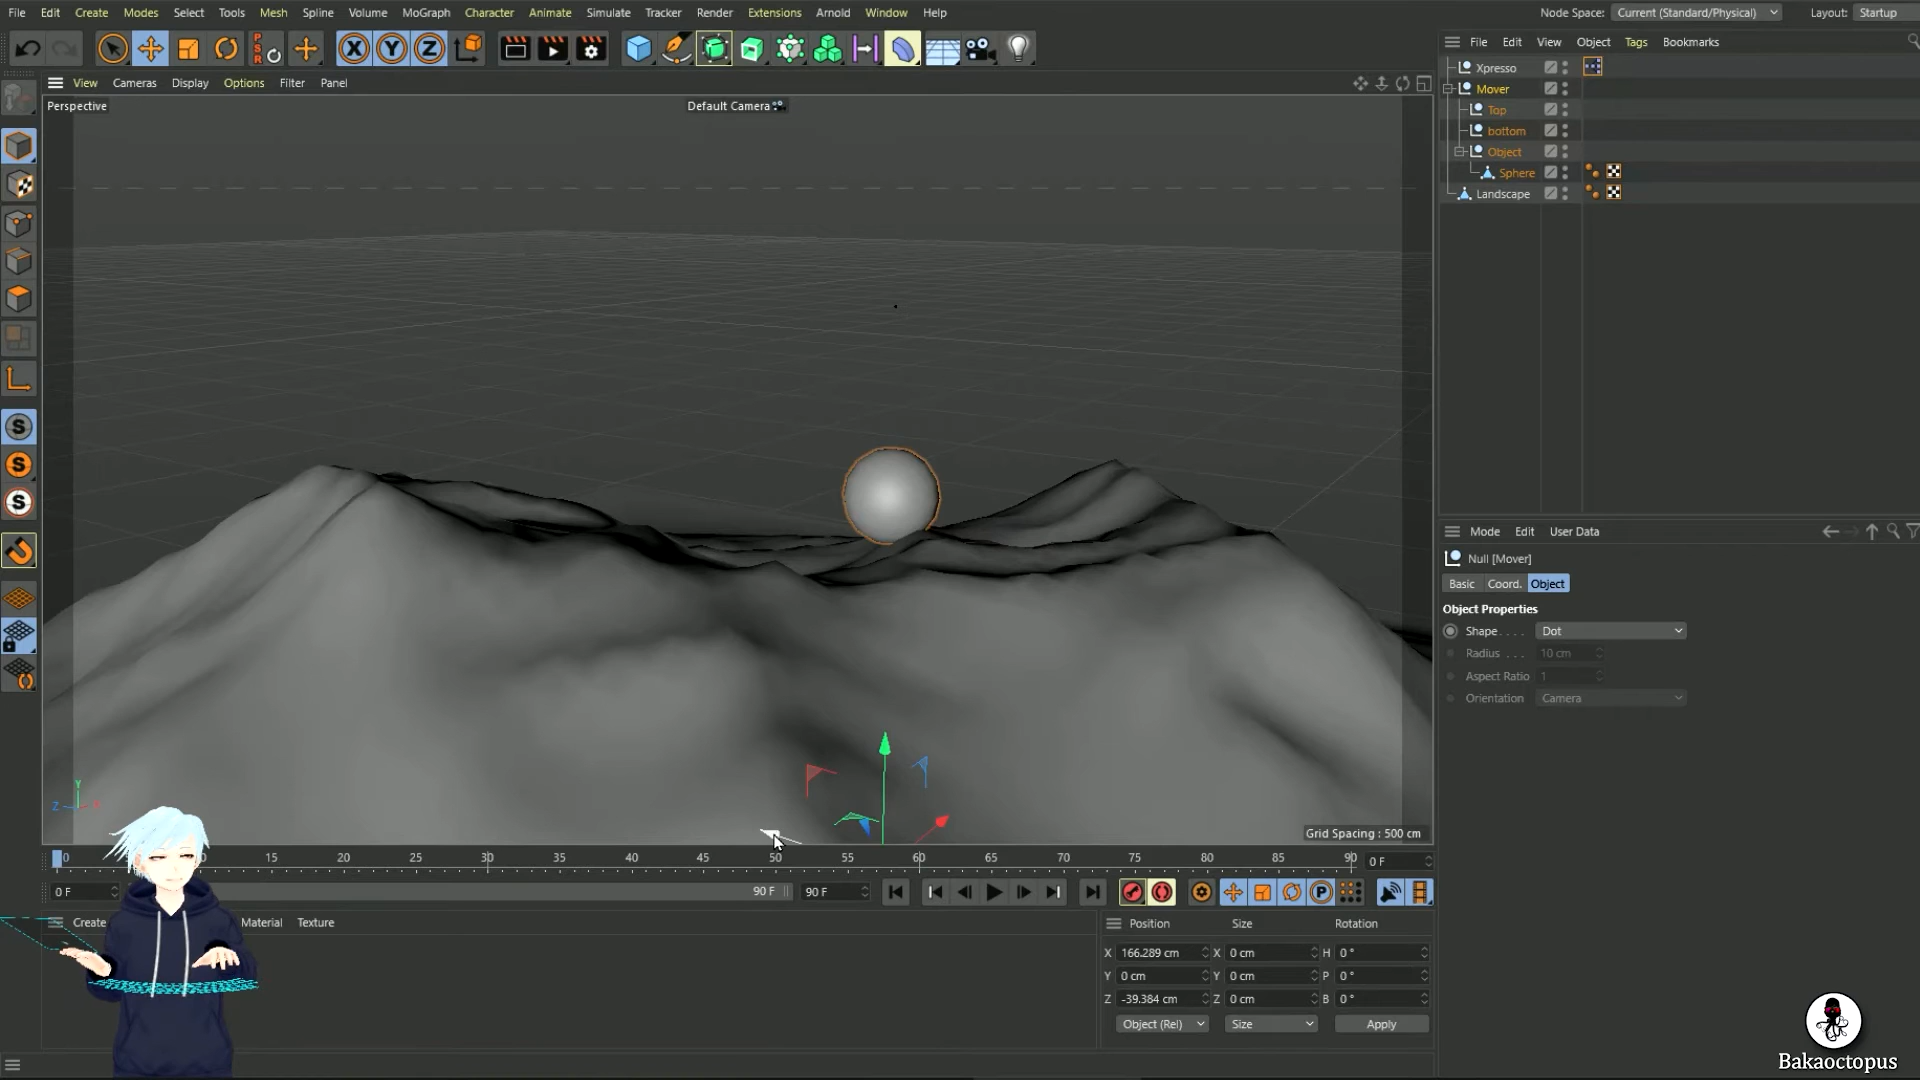 File Edit Create Modes Select Tools Mesh Spline Volume MoGraph Character Animate Simulate Tracker Render Extensions Arnold Window Help
Node Space: Current (Standard/Physical) Layout: Startup
View Cameras Display Options Filter Panel
Perspective
Default Camera
File Edit View Object Tags Bookmarks
Xpresso
Mover
Top
bottom
Object
Sphere
Landscape
Mode Edit User Data
Null [Mover]
Basic Coord. Object
Object Properties
Shape . . . . Dot
Radius . . . 10 cm
Aspect Ratio 1
Orientation Camera
X Y Z
P
S
R
S
S
S
Y
Z
Grid Spacing : 500 cm
0 15 20 25 30 35 40 45 50 55 60 65 70 75 80 85 90 0 F
0 F 90 F 90 F
P
Create Material Texture
Position Size Rotation
X 166.289 cm X 0 cm H 0 °
Y 0 cm Y 0 cm P 0 °
Z -39.384 cm Z 0 cm B 0 °
Object (Rel) Size Apply
Bakaoctopus